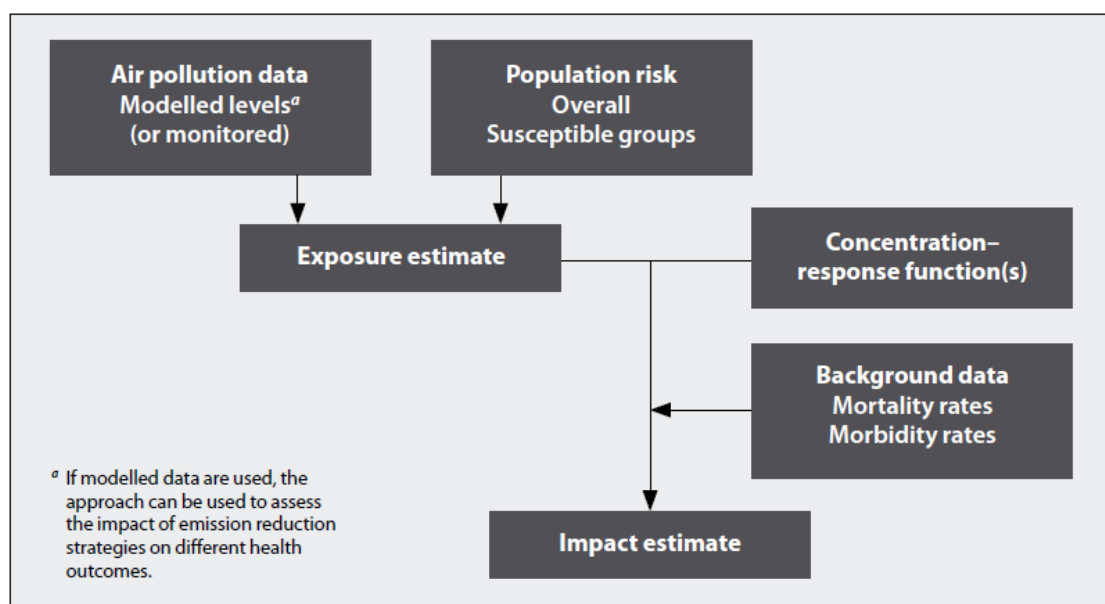 Air pollution data
Modelled levelsᵃ
(or monitored)
Population risk
Overall
Susceptible groups
Exposure estimate
Concentration–
response function(s)
Background data
Mortality rates
Morbidity rates
ᵃ If modelled data are used, the
approach can be used to assess
the impact of emission reduction
strategies on different health
outcomes.
Impact estimate